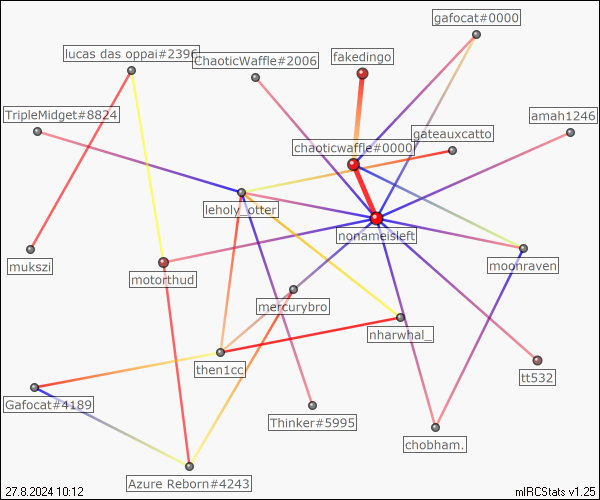 gafocat#0000
lucas das oppai#2396
ChaoticWaffle#2006
fakedingo
TripleMidget#8824
amah1246
gateauxcatto
chaoticwaffle#0000
leholy_otter
nonameisleft
mukszi
motorthud
moonraven
mercurybro
nharwhal_
then1cc
tt532
Gafocat#4189
Thinker#5995
chobham.
Azure Reborn#4243
27.8.2024 10:12
mIRCStats v1.25